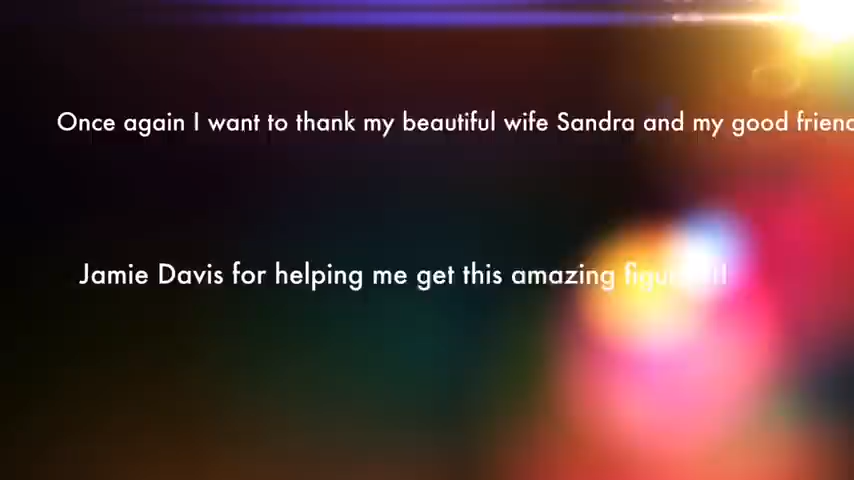 Once again I want to thank my beautiful wife Sandra and my good
Jamie Davis for helping me get this amazing